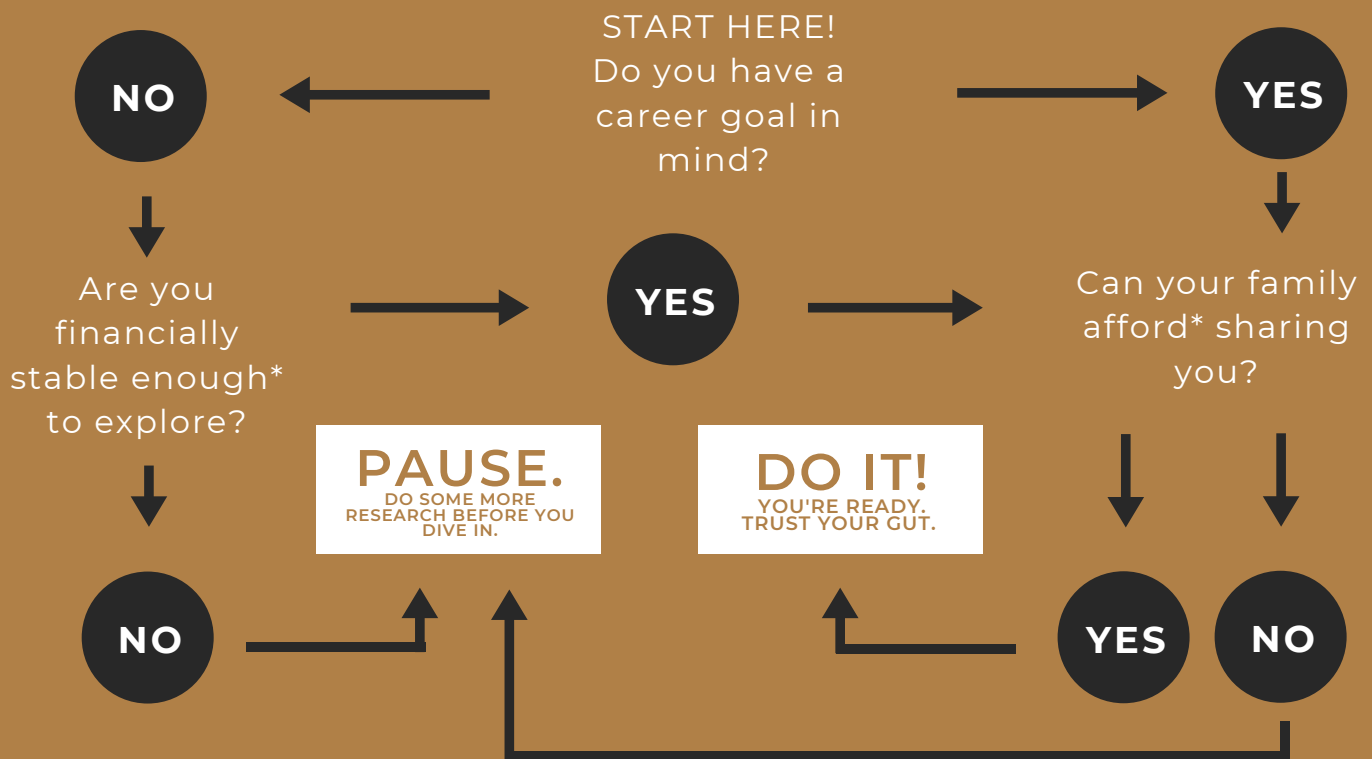 START HERE!
Do you have a
career goal in
mind?
NO
YES
Are you
financially
stable enough*
to explore?
YES
Can your family
afford* sharing
you?
PAUSE.
DO SOME MORE
RESEARCH BEFORE YOU
DIVE IN.
DO IT!
YOU'RE READY.
TRUST YOUR GUT.
NO
YES
NO